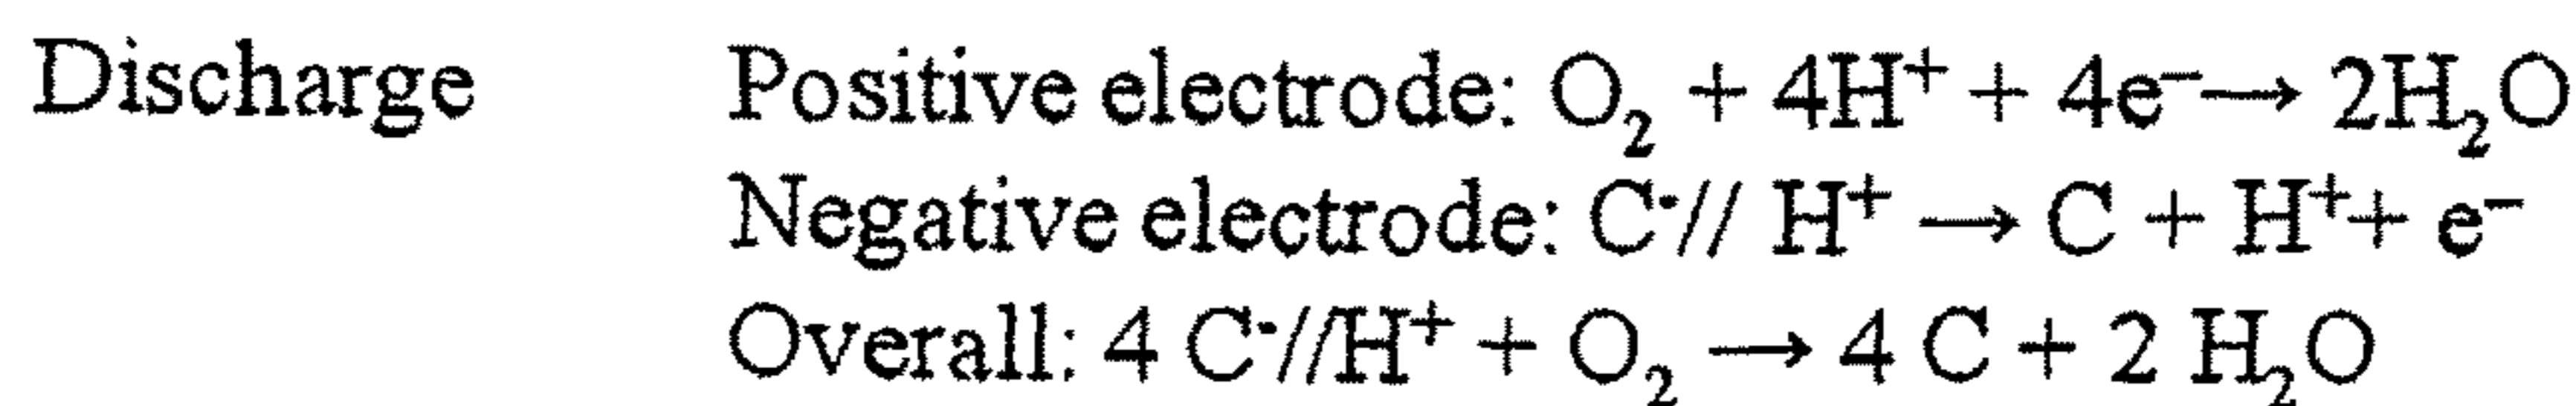 Discharge Positive electrode: O₂ + 4H⁺ + 4e⁻→ 2H₂O
Negative electrode: C⁻// H⁺ → C + H⁺+ e⁻
Overall: 4 C⁻//H⁺ + O₂ → 4 C + 2 H₂O